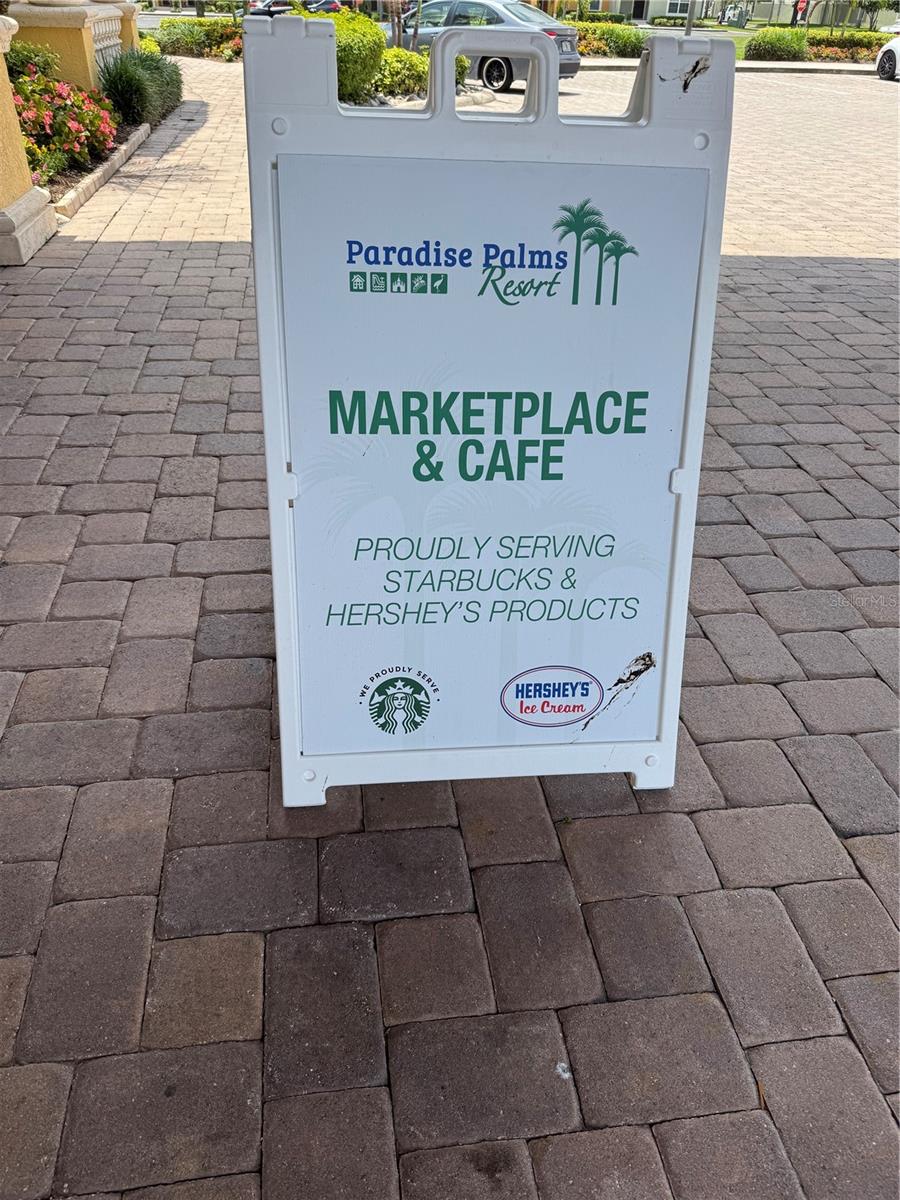 Paradise Palms
Resort
MARKETPLACE
& CAFE
PROUDLY SERVING
STARBUCKS &
HERSHEY'S PRODUCTS
WE PROUDLY SERVE
HERSHEY'S
Ice Cream
StellarMLS